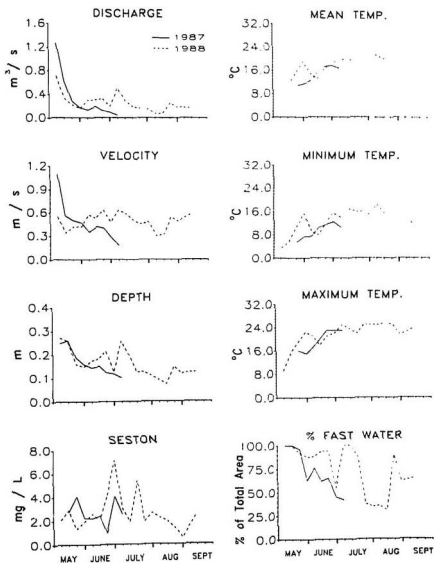 DISCHARGE
1.6
1.2
0.8
0.4
0.0
m³/s
1987
1988
MEAN TEMP.
32.0
24.0
16.0
8.0
0.0
°C
VELOCITY
1.2
0.9
0.6
0.3
0.0
m / s
MINIMUM TEMP.
32.0
24.0
16.0
8.0
0.0
°C
DEPTH
0.4
0.3
0.2
0.1
0.0
m
MAXIMUM TEMP.
32.0
24.0
16.0
8.0
0.0
°C
SESTON
8.0
6.0
4.0
2.0
0.0
mg / L
MAY JUNE JULY AUG SEPT
% FAST WATER
100.0
75.0
50.0
25.0
0.0
% of Total Area
MAY JUNE JULY AUG SEPT